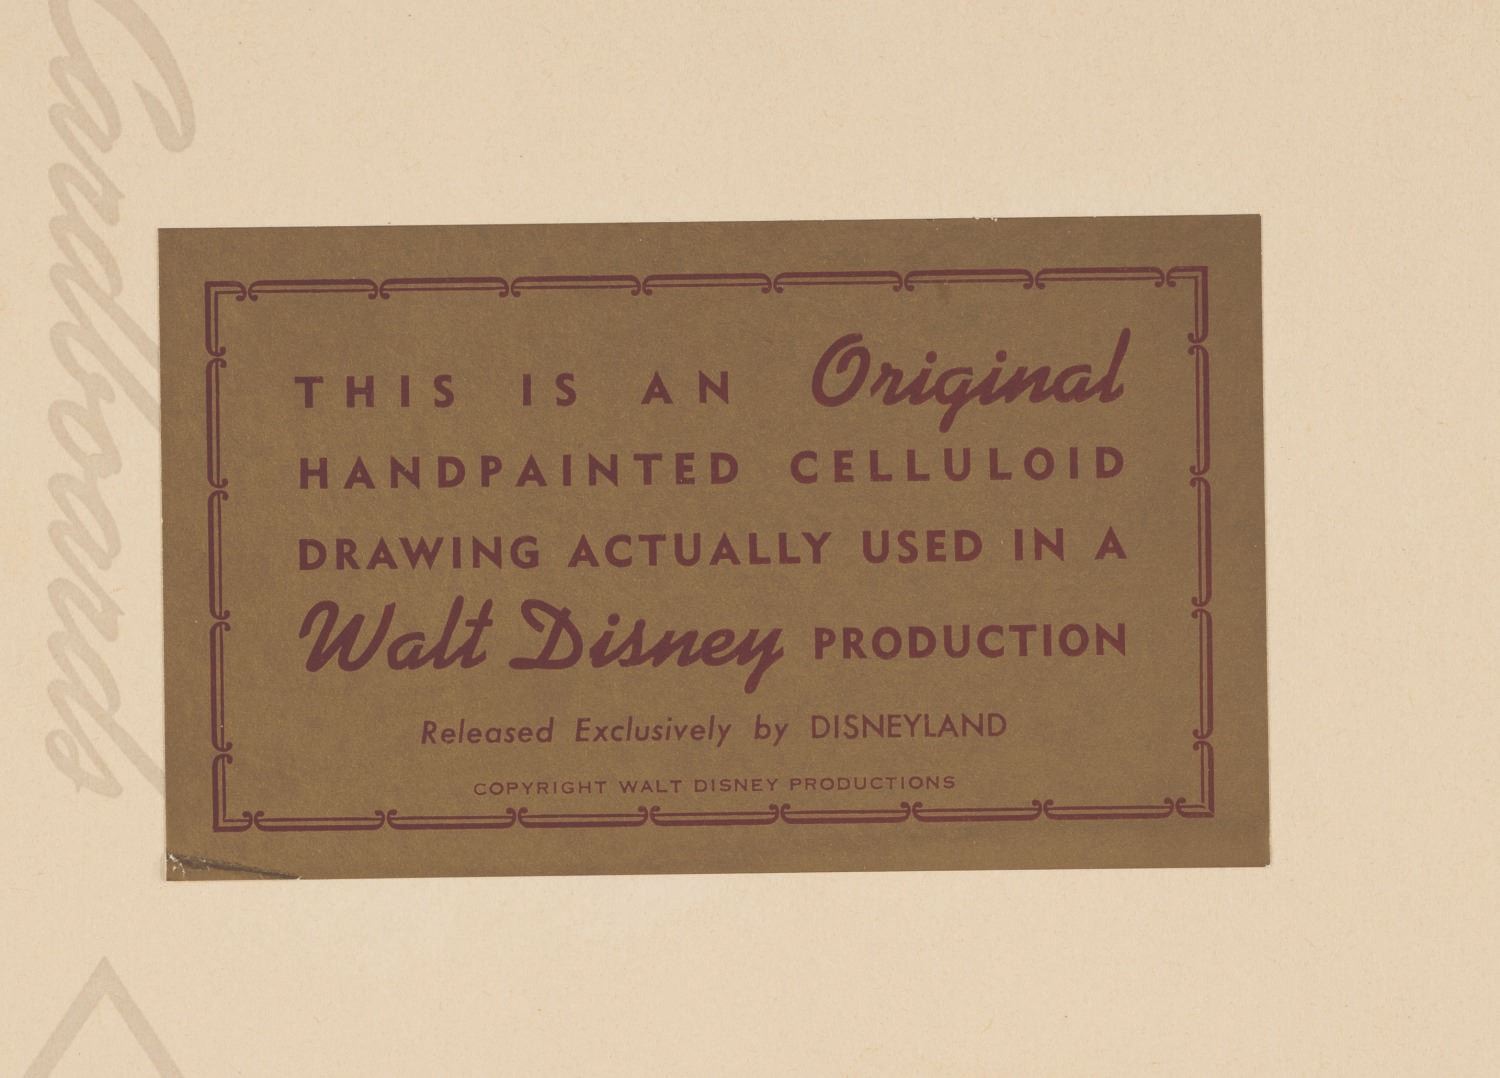 THIS IS AN Original
HANDPAINTED CELLULOID
DRAWING ACTUALLY USED IN A
Walt Disney PRODUCTION
Released Exclusively by DISNEYLAND
COPYRIGHT WALT DISNEY PRODUCTIONS
Cardboards